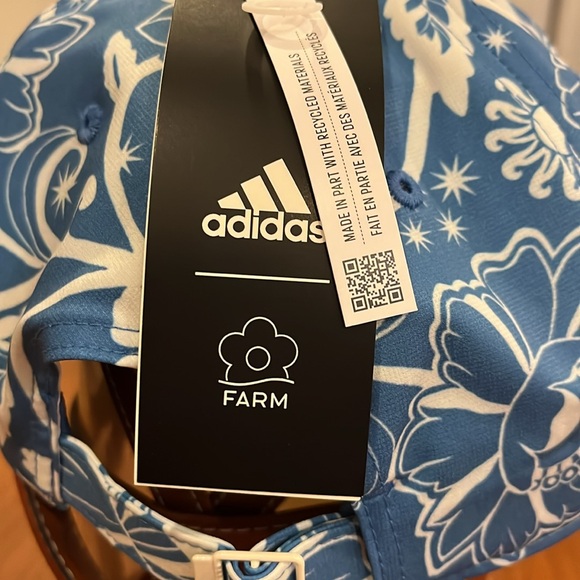 MADE IN PART WITH RECYCLED MATERIALS
FAIT EN PARTIE AVEC DES MATÉRIAUX RECYCLÉS
adidas
FARM